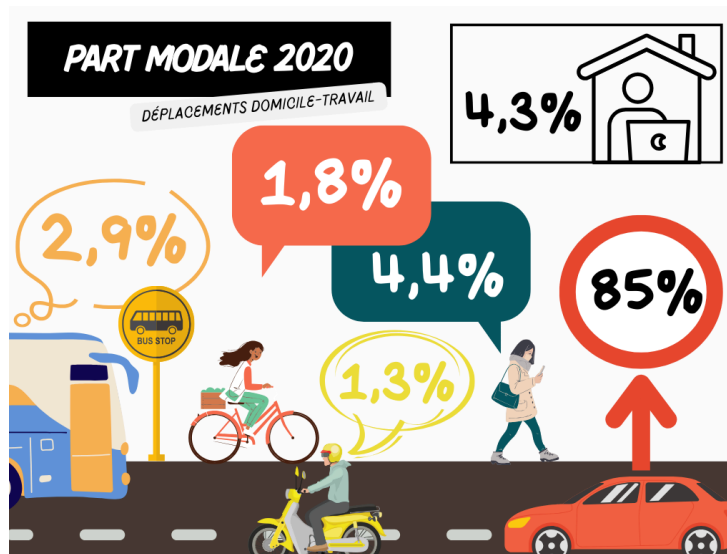 PART MODALE 2020
DÉPLACEMENTS DOMICILE-TRAVAIL
4,3%
1,8%
2,9%
4,4%
85%
BUS STOP
1,3%